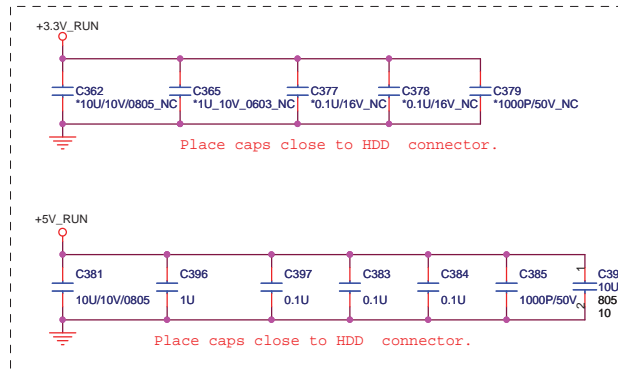 +3.3V_RUN
C362 C365 C377 C378 C379
*10U/10V/0805_NC *1U_10V_0603_NC *0.1U/16V_NC *0.1U/16V_NC *1000P/50V_NC
Place caps close to HDD connector.
+5V_RUN
C381 C396 C397 C383 C384 C385 1 C39
10U/10V/0805 1U 0.1U 0.1U 0.1U 1000P/50V 10U
2 805
10
Place caps close to HDD connector.